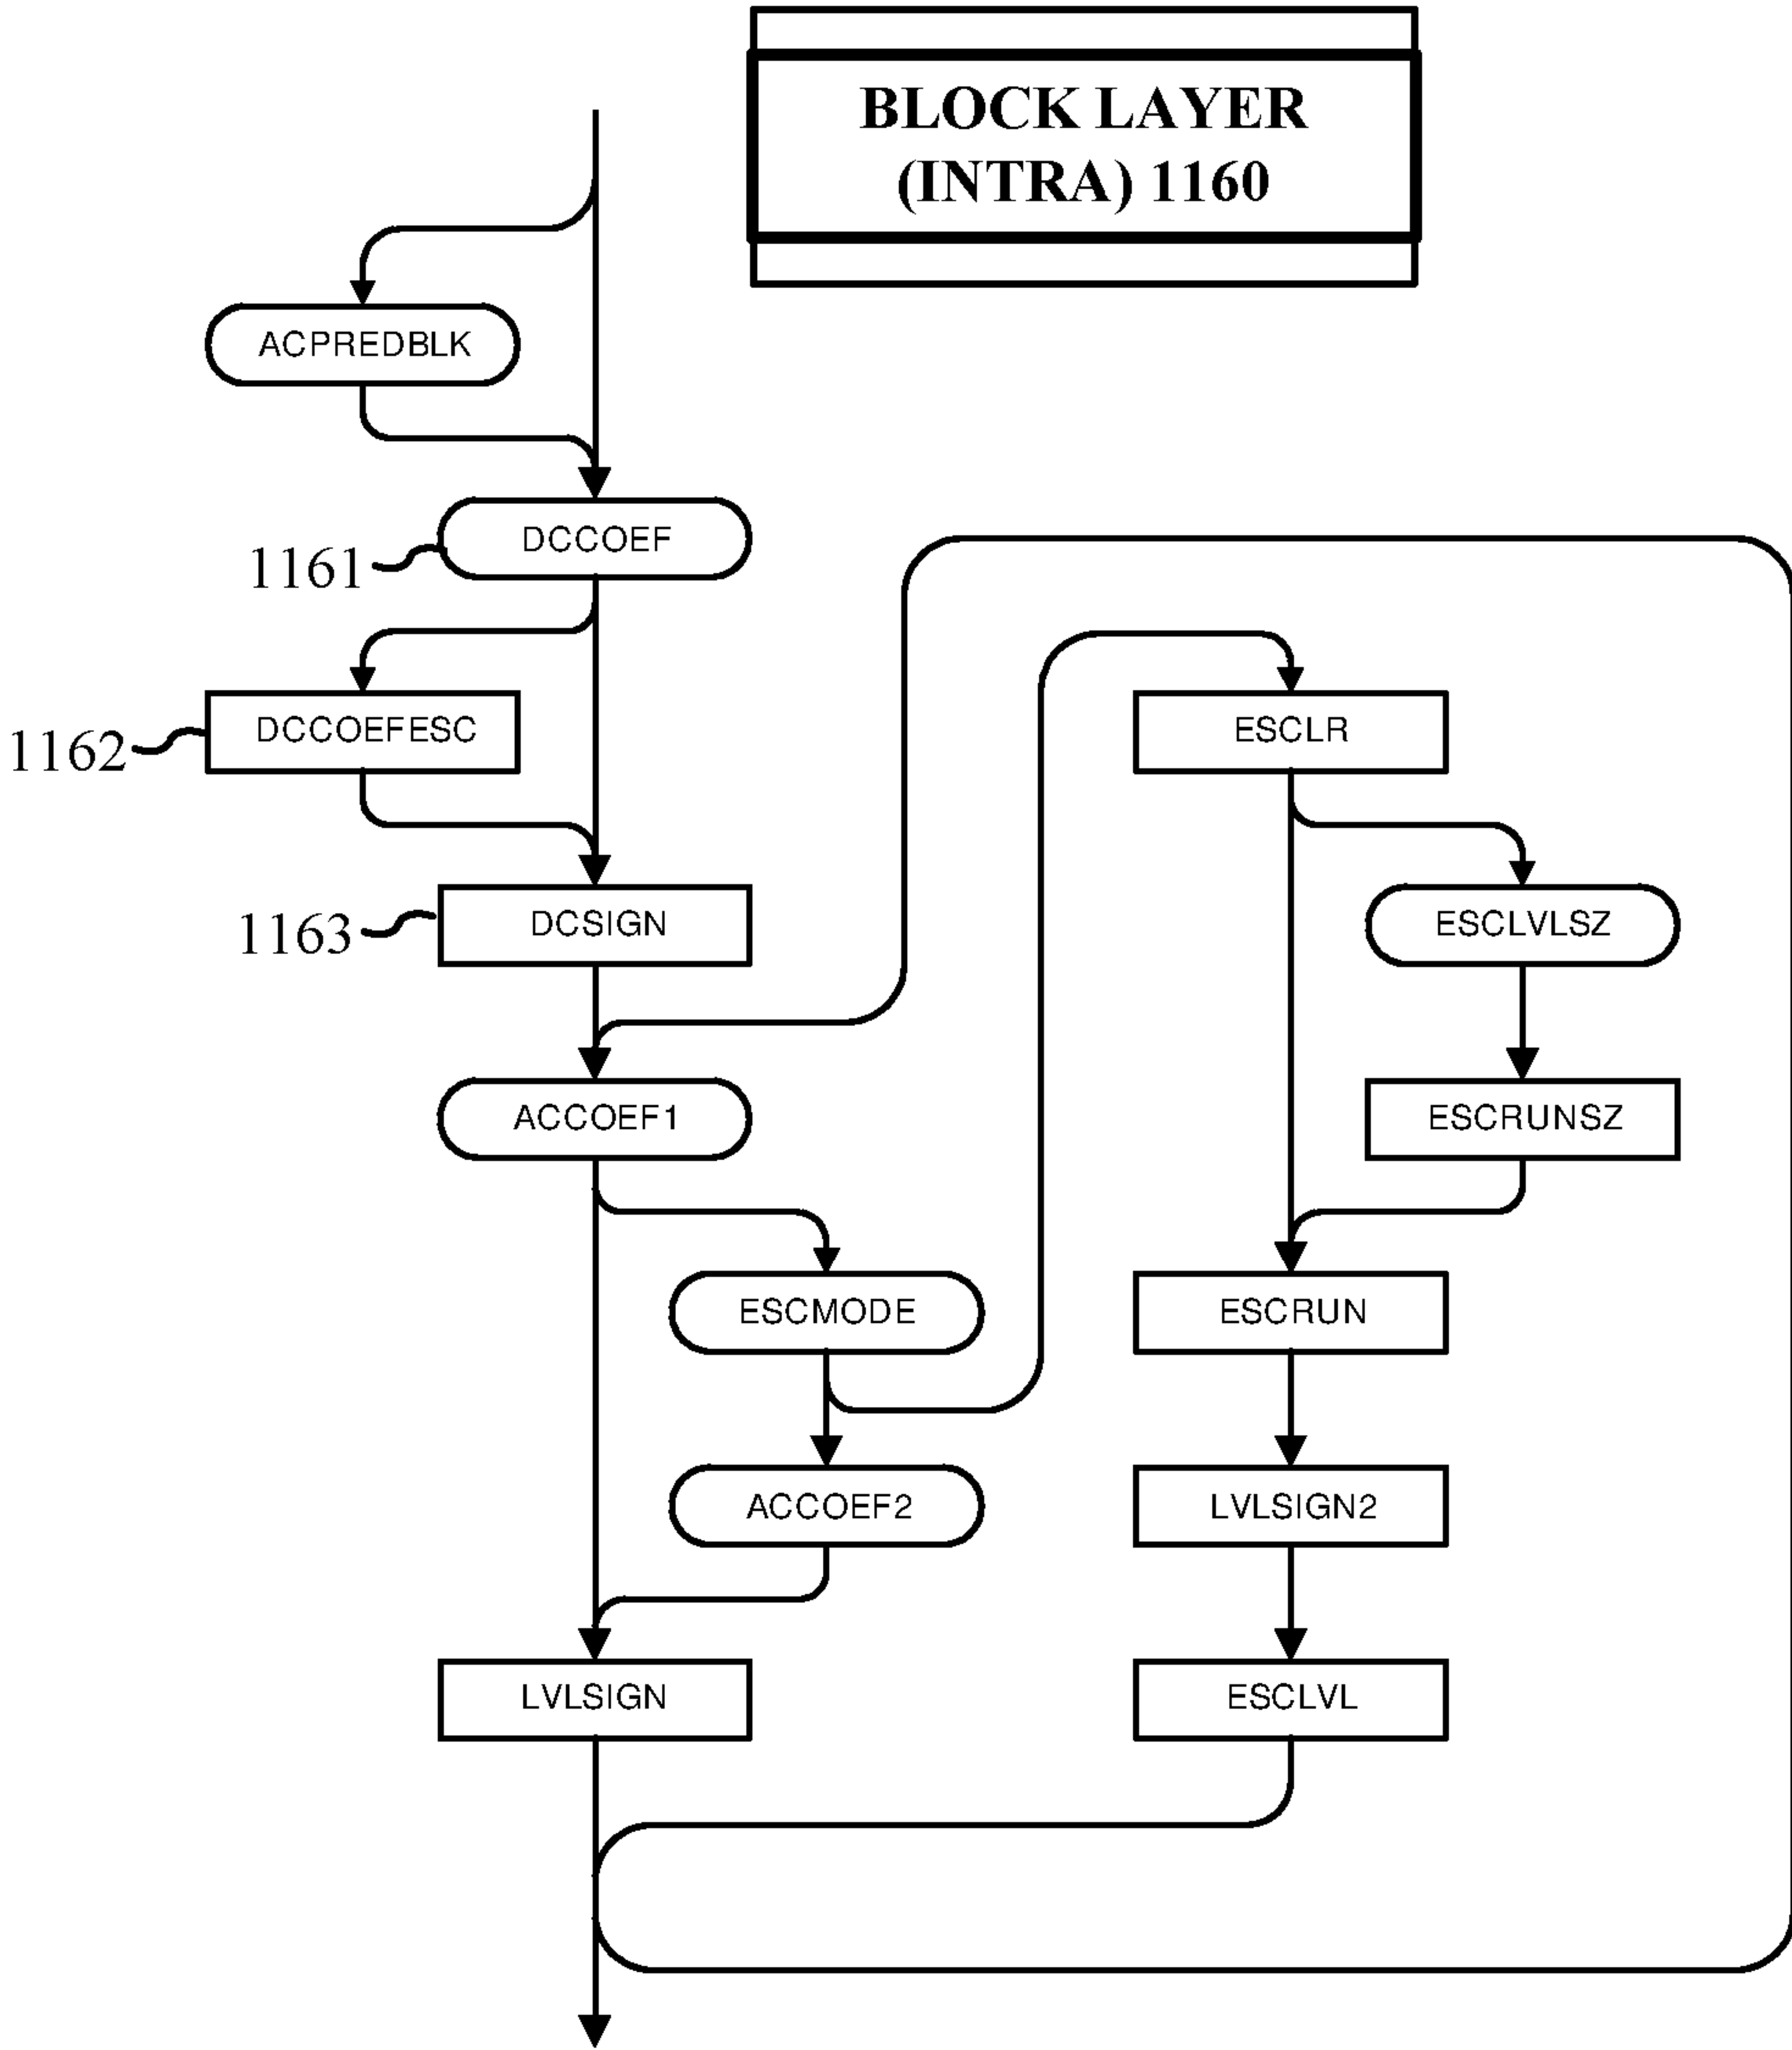 BLOCK LAYER
(INTRA) 1160
ACPREDBLK
DCCOEF
1161
DCCOEFESC
1162
DCSIGN
1163
ACCOEF1
ESCMODE
ACCOEF2
LVLSIGN
ESCLR
ESCLVLSZ
ESCRUNSZ
ESCRUN
LVLSIGN2
ESCLVL